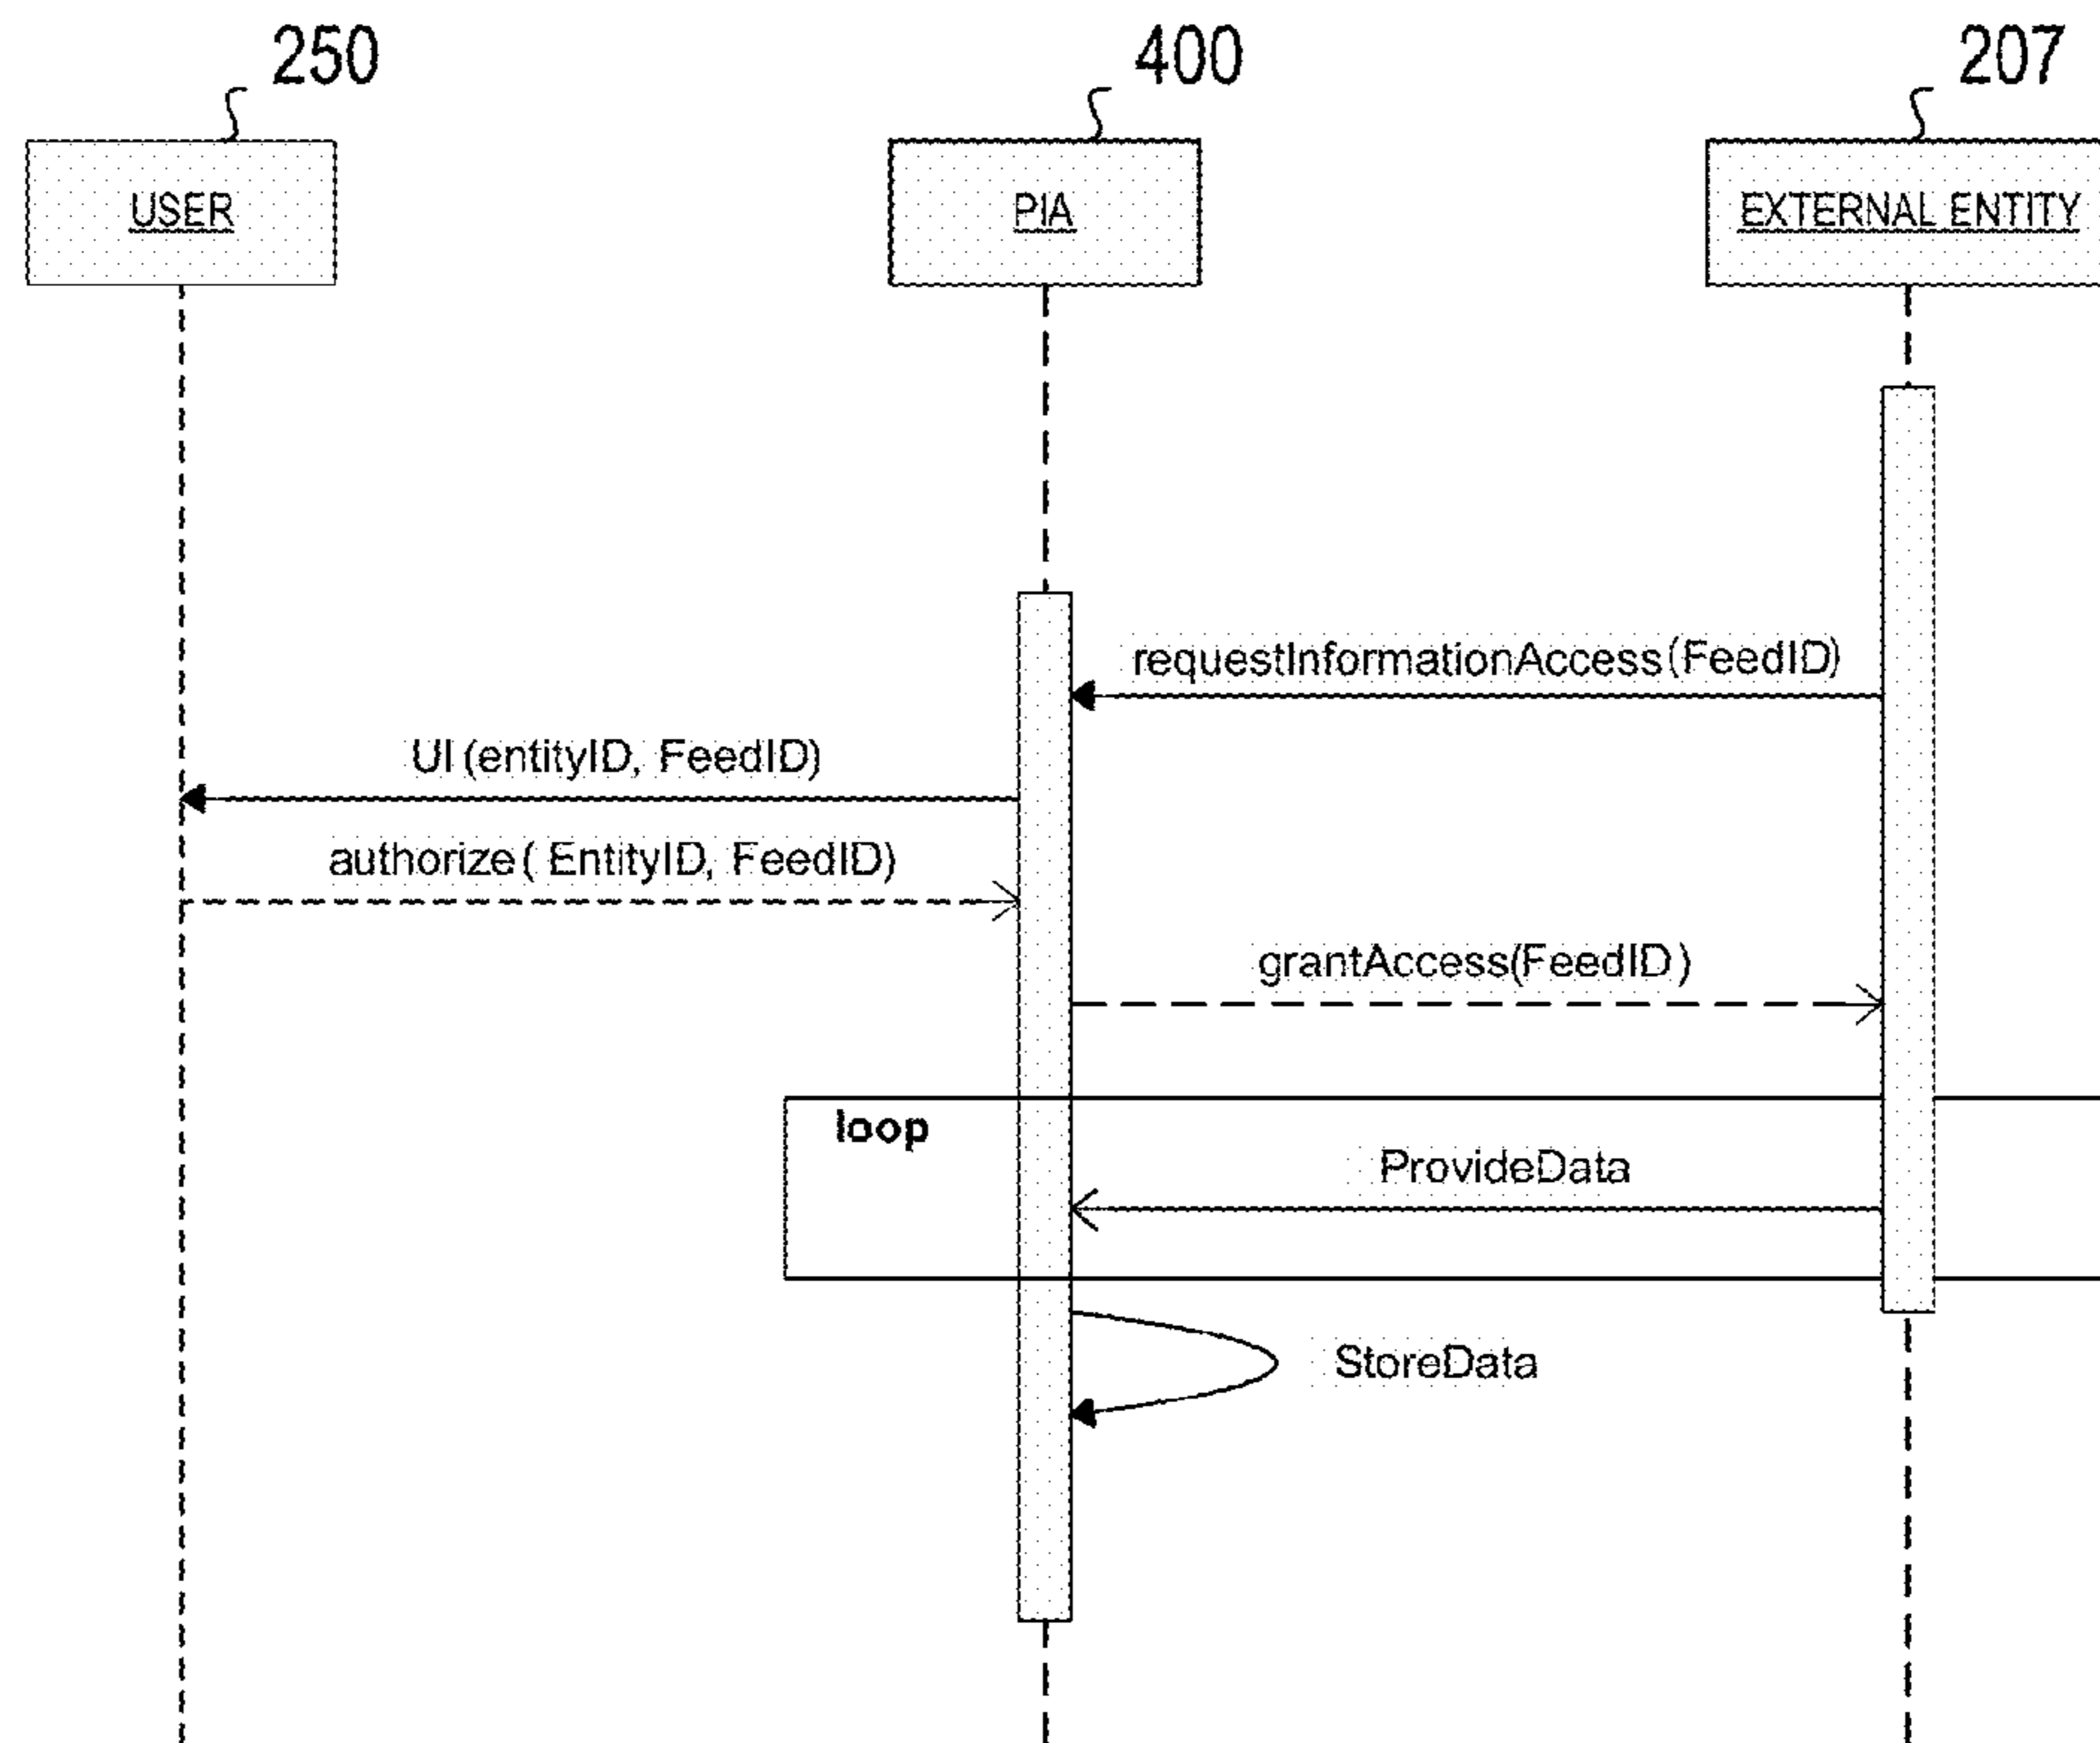 250
400
207
USER
PIA
EXTERNAL ENTITY
requestInformationAccess(FeedID)
UI (entityID, FeedID)
authorize( EntityID, FeedID)
grantAccess(FeedID)
loop
ProvideData
StoreData